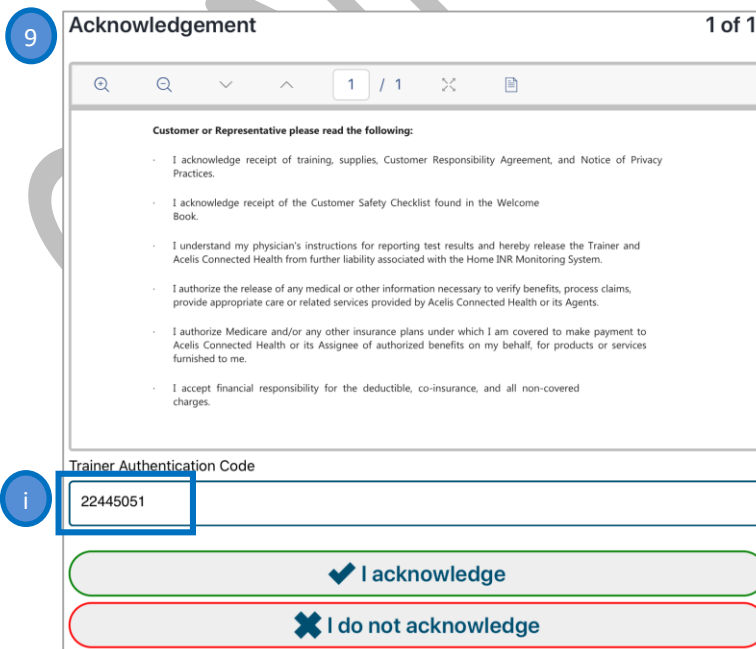 9
Acknowledgement
1 of 1
1 / 1
Customer or Representative please read the following:
· I acknowledge receipt of training, supplies, Customer Responsibility Agreement, and Notice of Privacy
Practices.
· I acknowledge receipt of the Customer Safety Checklist found in the Welcome
Book.
· I understand my physician's instructions for reporting test results and hereby release the Trainer and
Acelis Connected Health from further liability associated with the Home INR Monitoring System.
· I authorize the release of any medical or other information necessary to verify benefits, process claims,
provide appropriate care or related services provided by Acelis Connected Health or its Agents.
· I authorize Medicare and/or any other insurance plans under which I am covered to make payment to
Acelis Connected Health or its Assignee of authorized benefits on my behalf, for products or services
furnished to me.
· I accept financial responsibility for the deductible, co-insurance, and all non-covered
charges.
Trainer Authentication Code
i
22445051
✔ I acknowledge
✖ I do not acknowledge